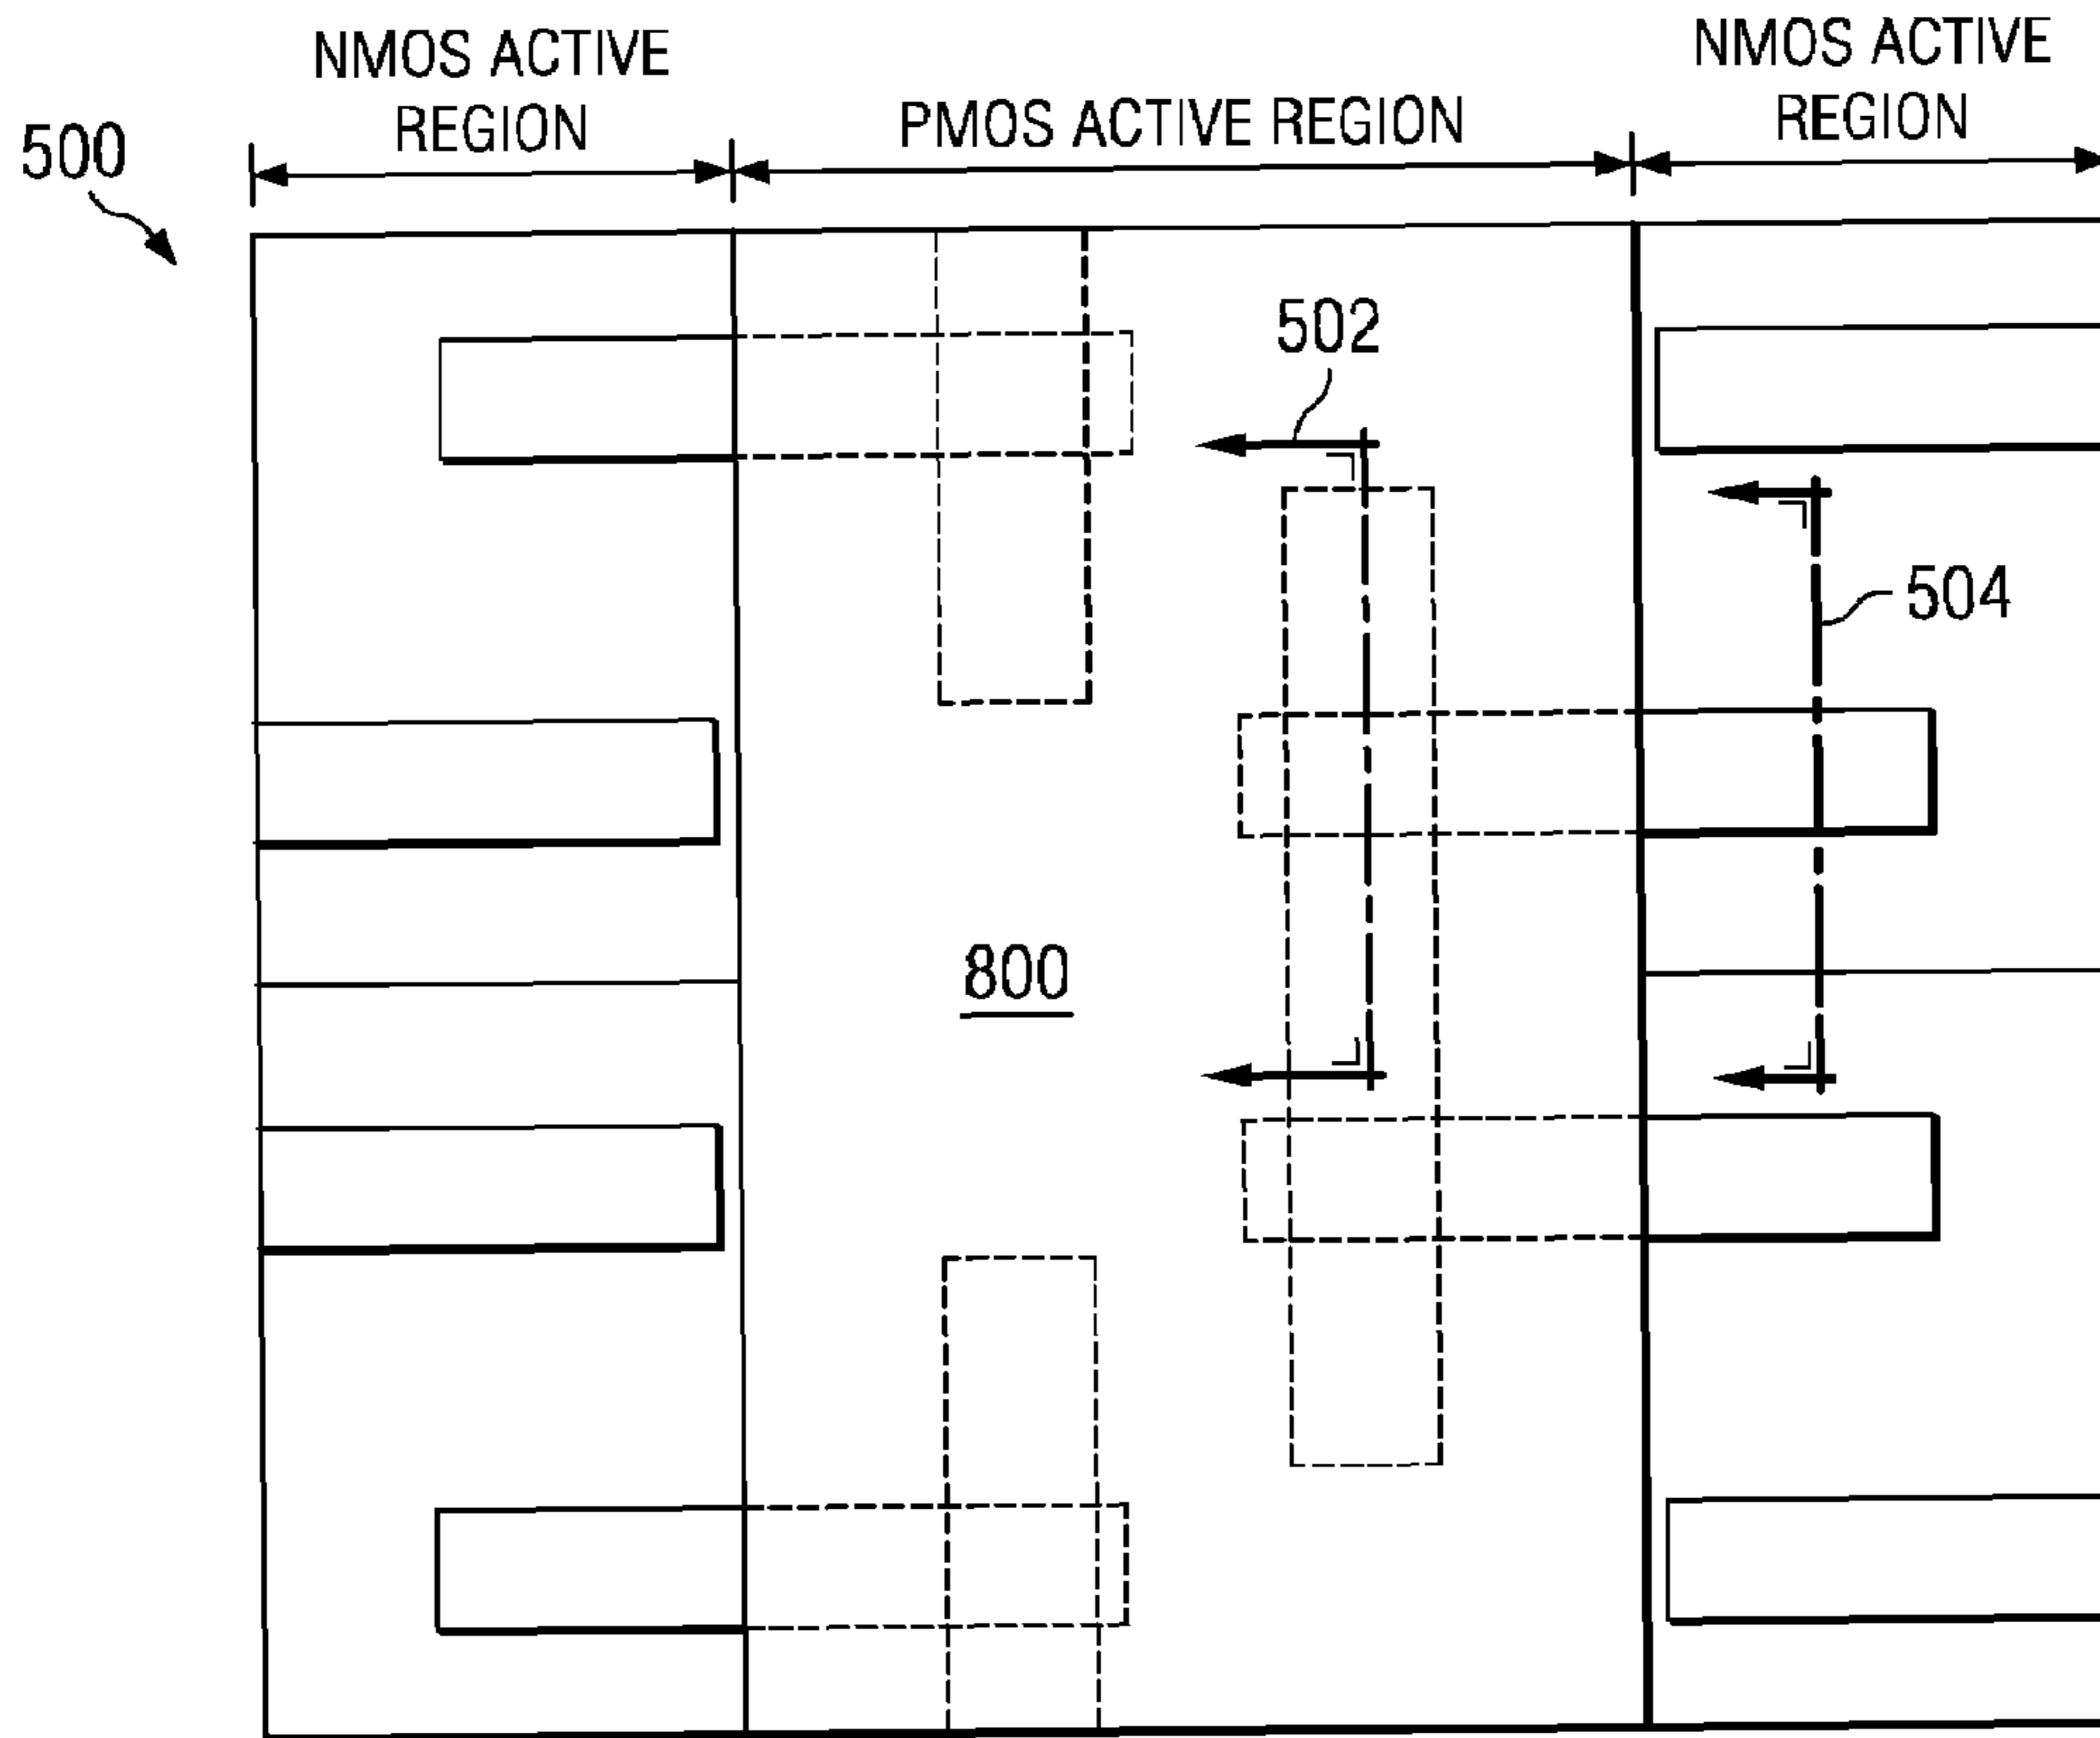 NMOS ACTIVE
REGION
PMOS ACTIVE REGION
NMOS ACTIVE
REGION
500
502
504
800